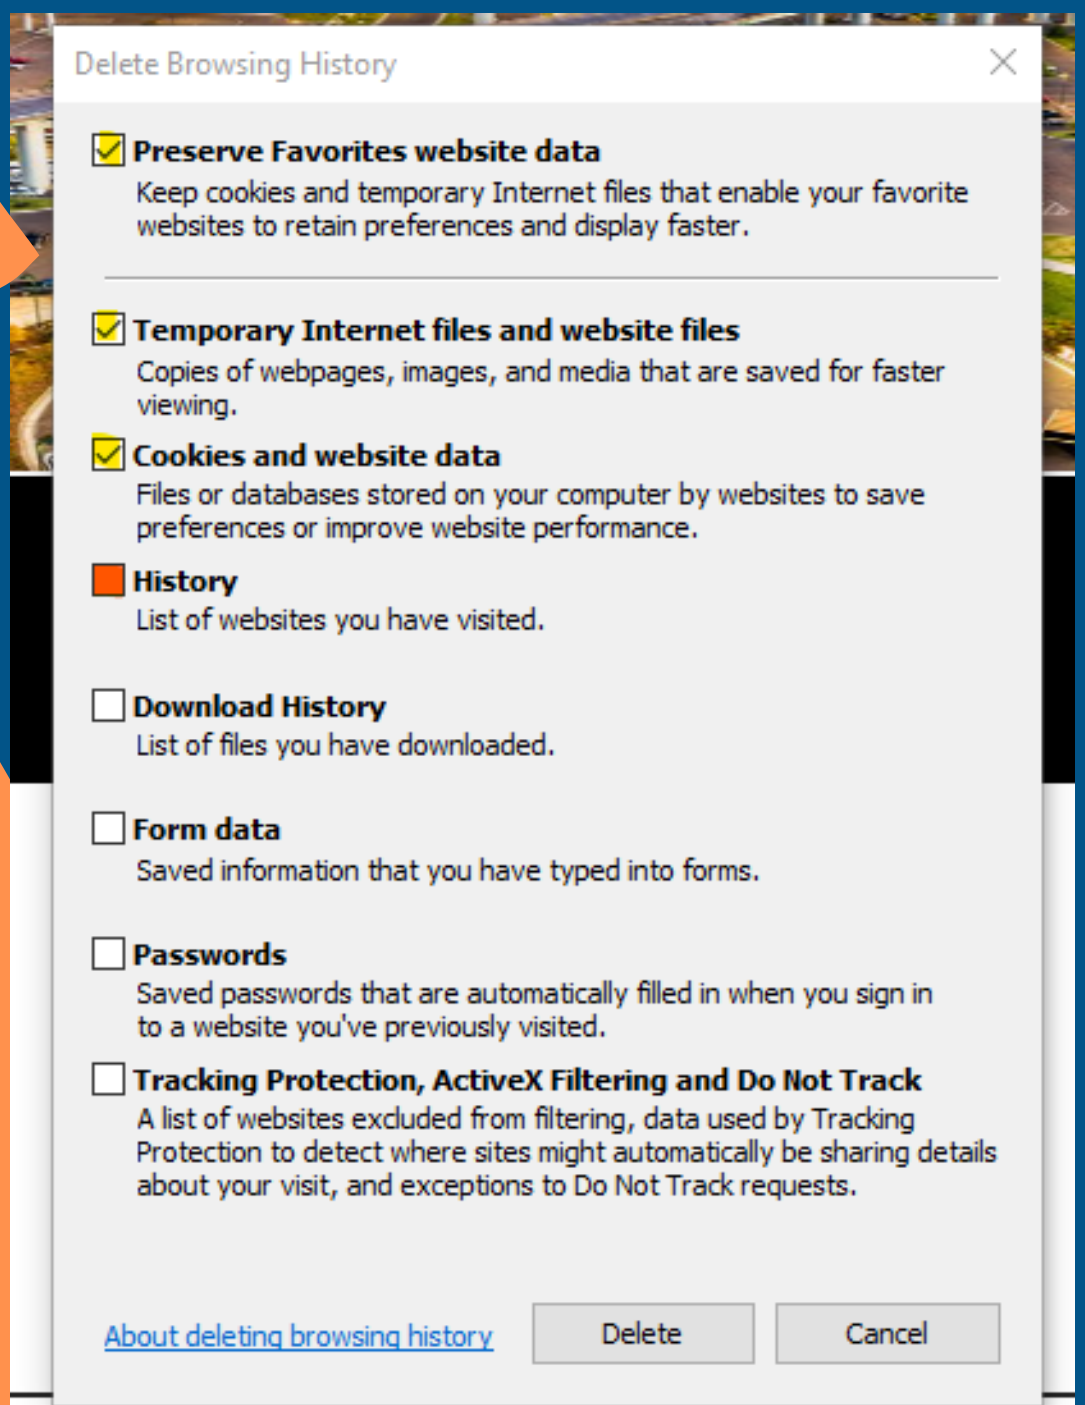 Delete Browsing History
Preserve Favorites website data
Keep cookies and temporary Internet files that enable your favorite
websites to retain preferences and display faster.
Temporary Internet files and website files
Copies of webpages, images, and media that are saved for faster
viewing.
Cookies and website data
Files or databases stored on your computer by websites to save
preferences or improve website performance.
History
List of websites you have visited.
Download History
List of files you have downloaded.
Form data
Saved information that you have typed into forms.
Passwords
Saved passwords that are automatically filled in when you sign in
to a website you've previously visited.
Tracking Protection, ActiveX Filtering and Do Not Track
A list of websites excluded from filtering, data used by Tracking
Protection to detect where sites might automatically be sharing details
about your visit, and exceptions to Do Not Track requests.
About deleting browsing history
Delete
Cancel